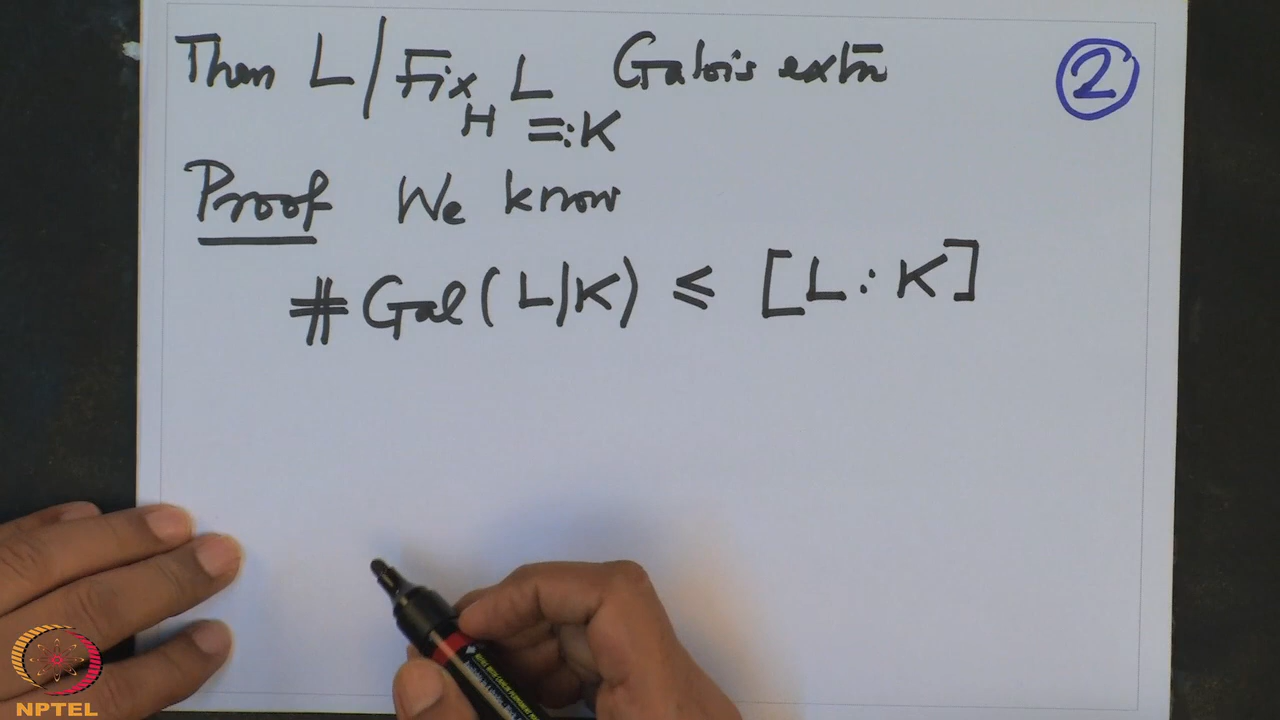 Then L / Fix_H L Galois extn ②
=: K
Proof We know
# Gal(L|K) ≤ [L : K]
NPTEL